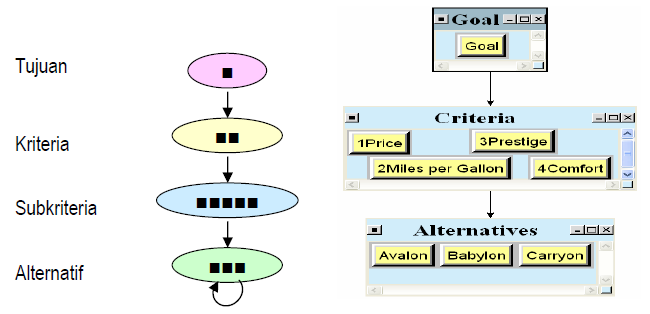 Tujuan
Kriteria
Subkriteria
Alternatif
Goal
Goal
Criteria
1Price
3Prestige
2Miles per Gallon
4Comfort
Alternatives
Avalon
Babylon
Carryon